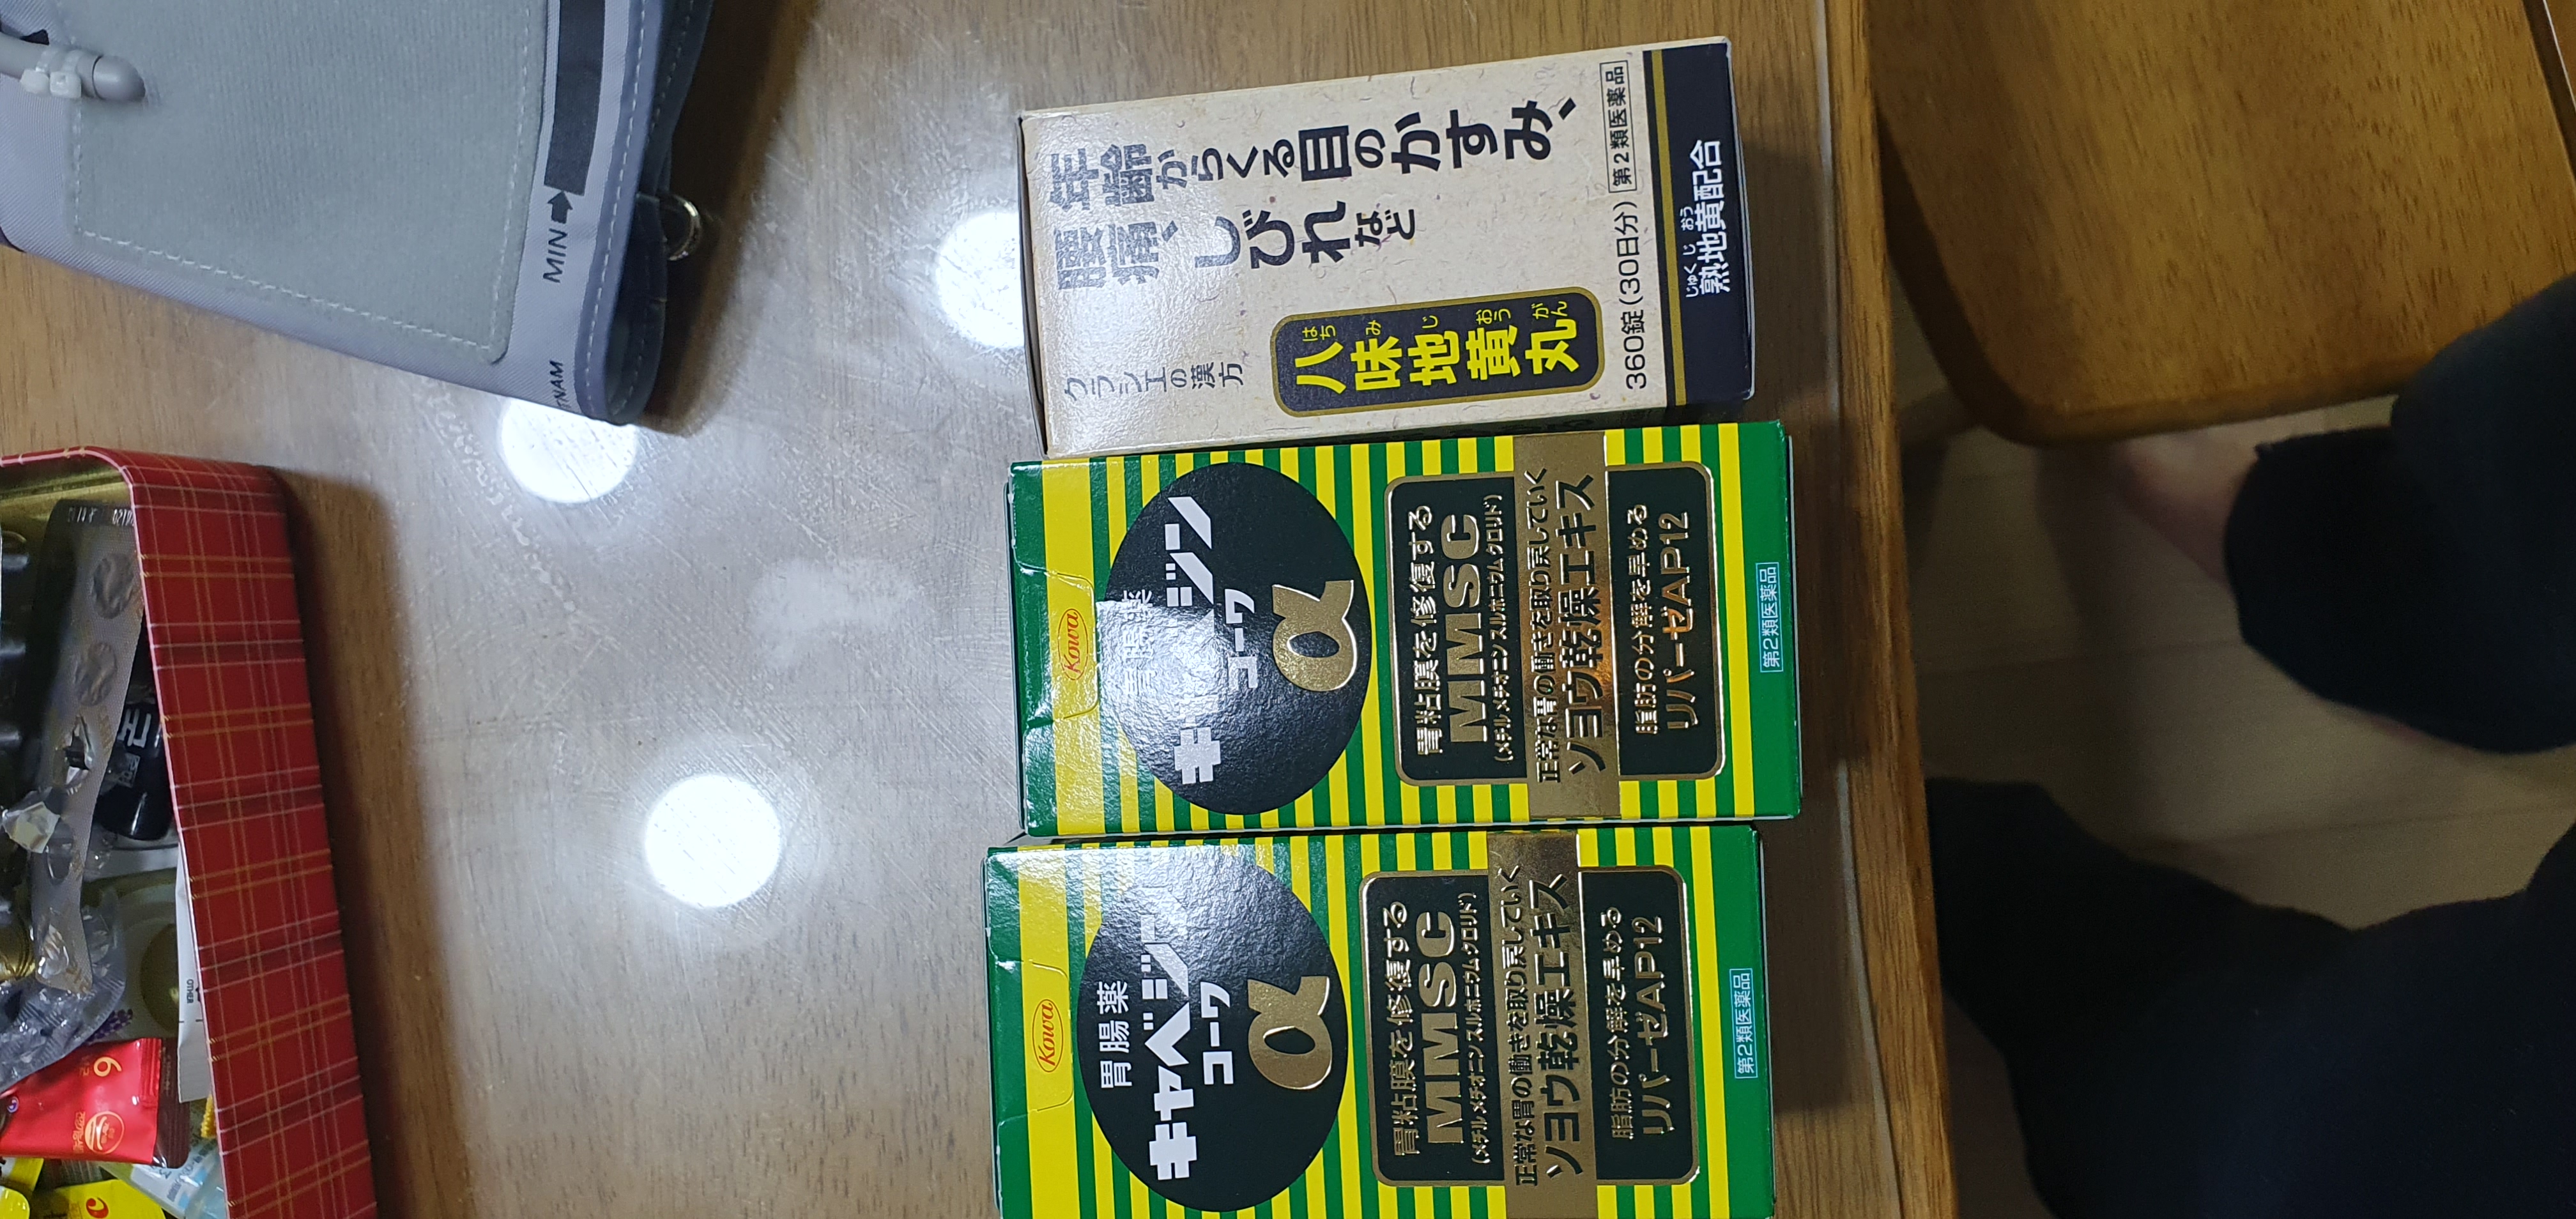 年齢からくる目のかすみ、
腰痛、しびれなど
クラシエの漢方
はち み じ おう がん
八味地黄丸
360錠(30日分) 第2類医薬品
じゅく じ おう
熟地黄配合
Kowa
胃腸薬
キャベジン
コーワ
α
胃粘膜を修復する
MMSC
(メチルメチオニンスルホニウムクロリド)
正常な胃の働きを取り戻していく
ソヨウ乾燥エキス
脂肪の分解を早める
リパーゼAP12
第2類医薬品
Kowa
胃腸薬
キャベジン
コーワ
α
胃粘膜を修復する
MMSC
(メチルメチオニンスルホニウムクロリド)
正常な胃の働きを取り戻していく
ソヨウ乾燥エキス
脂肪の分解を早める
リパーゼAP12
第2類医薬品
MIN
TNAM
OTHER
9